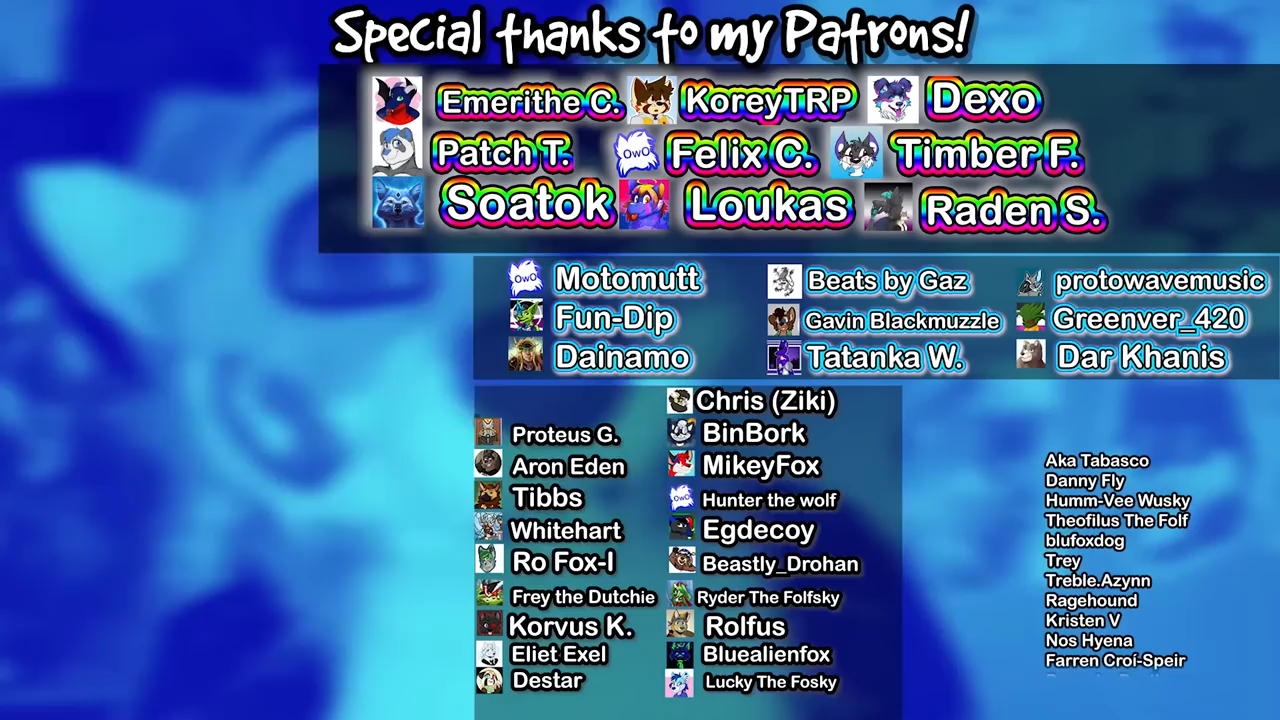 Special thanks to my Patrons!
Emerithe C. KoreyTRP Dexo
Patch T. OwO Felix C. Timber F.
Soatok Loukas Raden S.
OwO Motomutt Beats by Gaz protowavemusic
Fun-Dip Gavin Blackmuzzle Greenver_420
Dainamo Tatanka W. Dar Khanis
Chris (Ziki)
Proteus G. BinBork
Aron Eden MikeyFox
Tibbs OwO Hunter the wolf
Whitehart Egdecoy
Ro Fox-I Beastly_Drohan
Frey the Dutchie Ryder The Folfsky
Korvus K. Rolfus
Eliet Exel Bluealienfox
Destar Lucky The Fosky
Aka Tabasco
Danny Fly
Humm-Vee Wusky
Theofilus The Folf
blufoxdog
Trey
Treble.Azynn
Ragehound
Kristen V
Nos Hyena
Farren Croí-Speir